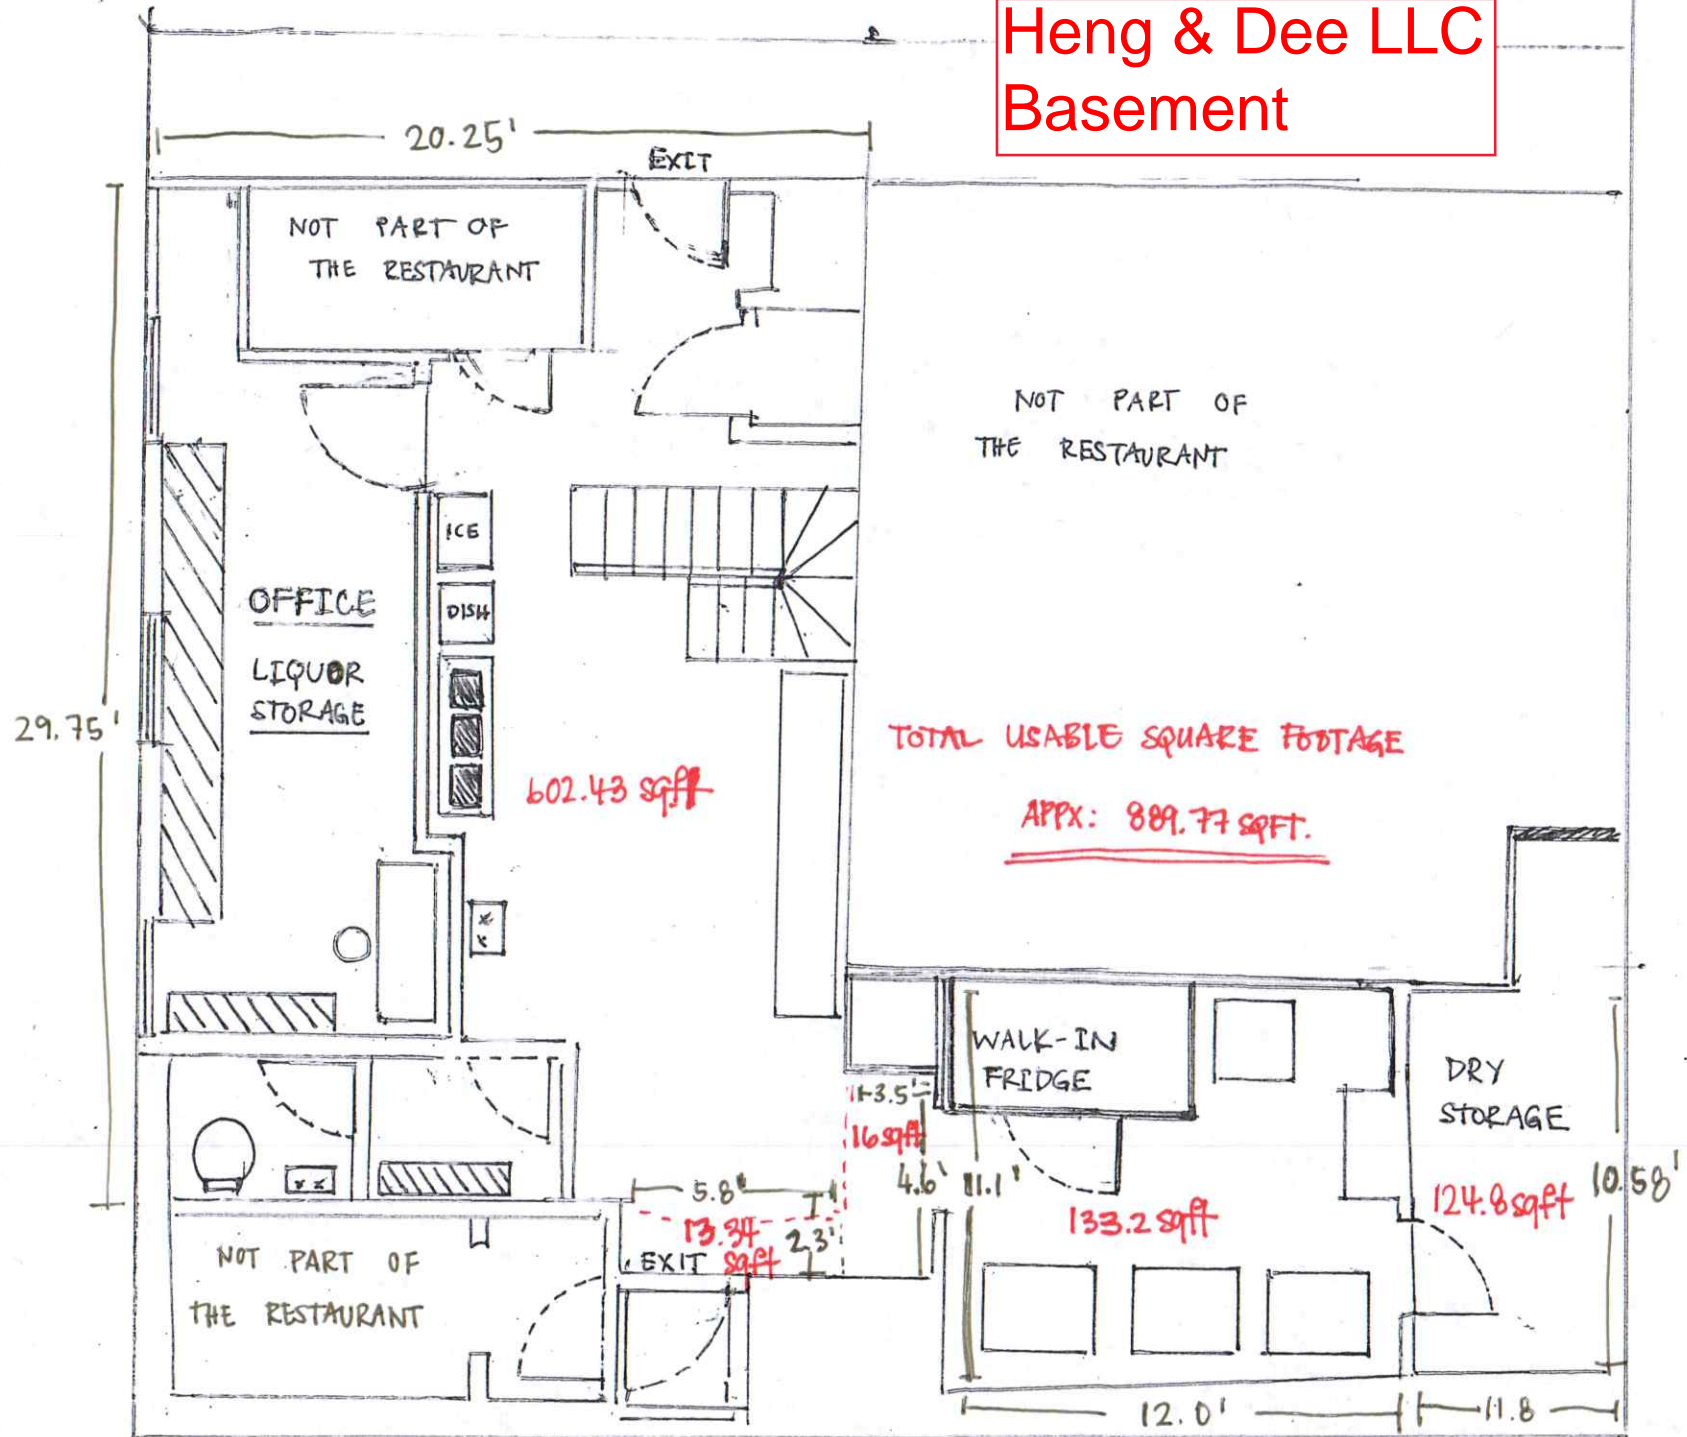 Heng & Dee LLC
Basement
20.25'
EXIT
NOT PART OF
THE RESTAURANT
NOT PART OF
THE RESTAURANT
ICE
DISH
OFFICE
LIQUOR
STORAGE
29.75'
602.43 sqft
TOTAL USABLE SQUARE FOOTAGE
APPX: 889.77 SQFT.
WALK-IN
FRIDGE
DRY
STORAGE
3.5'
16 sqft
4.6'
11.1'
5.8'
13.34
sqft
2.3'
EXIT
133.2 sqft
124.8 sqft
10.58'
NOT PART OF
THE RESTAURANT
12.0'
11.8